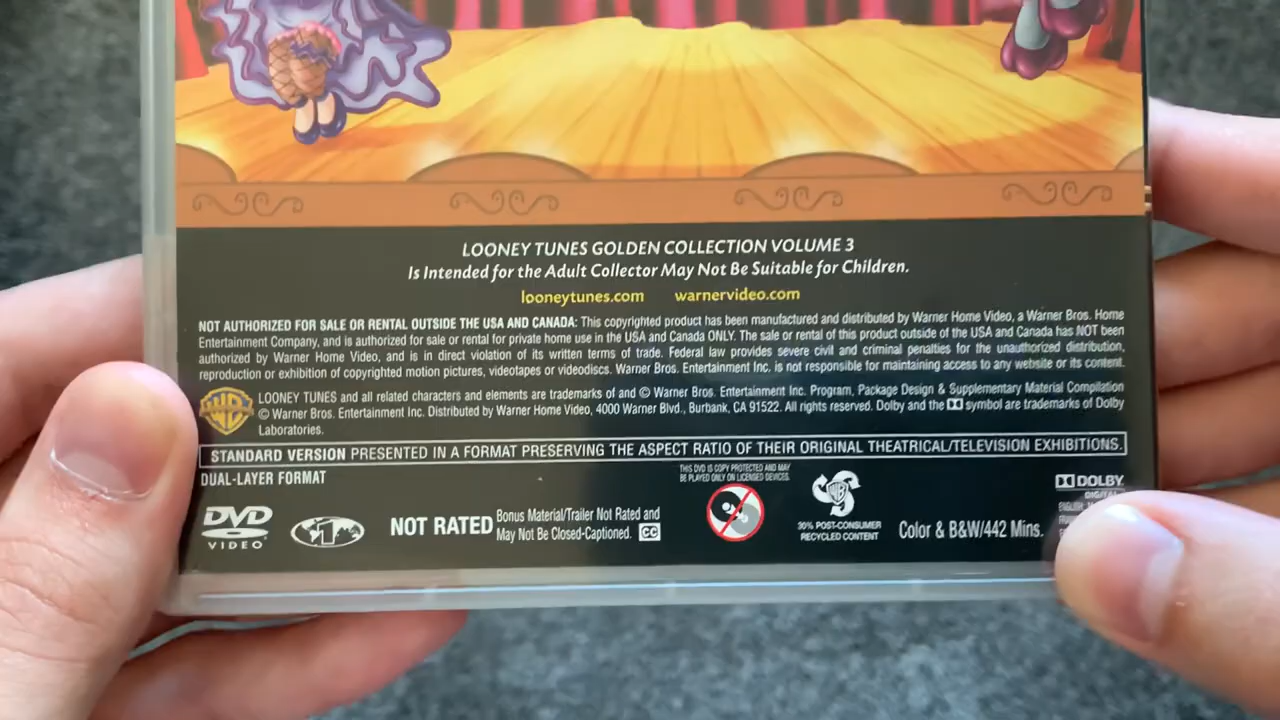 LOONEY TUNES GOLDEN COLLECTION VOLUME 3
Is Intended for the Adult Collector May Not Be Suitable for Children.
looneytunes.com warnervideo.com
NOT AUTHORIZED FOR SALE OR RENTAL OUTSIDE THE USA AND CANADA: This copyrighted product has been manufactured and distributed by Warner Home Video, a Warner Bros. Home
Entertainment Company, and is authorized for sale or rental for private home use in the USA and Canada ONLY. The sale or rental of this product outside of the USA and Canada has NOT been
authorized by Warner Home Video, and is in direct violation of its written terms of trade. Federal law provides severe civil and criminal penalties for the unauthorized distribution,
reproduction or exhibition of copyrighted motion pictures, videotapes or videodiscs. Warner Bros. Entertainment Inc. is not responsible for maintaining access to any website or its content.
WB LOONEY TUNES and all related characters and elements are trademarks of and © Warner Bros. Entertainment Inc. Program, Package Design & Supplementary Material Compilation
© Warner Bros. Entertainment Inc. Distributed by Warner Home Video, 4000 Warner Blvd., Burbank, CA 91522. All rights reserved. Dolby and the symbol are trademarks of Dolby
Laboratories.
STANDARD VERSION PRESENTED IN A FORMAT PRESERVING THE ASPECT RATIO OF THEIR ORIGINAL THEATRICAL/TELEVISION EXHIBITIONS.
DUAL-LAYER FORMAT
THIS DVD IS COPY PROTECTED AND MAY
BE PLAYED ONLY ON LICENSED DEVICES.
DOLBY
DIGITAL
DVD
VIDEO
1
NOT RATED
Bonus Material/Trailer Not Rated and
May Not Be Closed-Captioned. CC
WB
30% POST-CONSUMER
RECYCLED CONTENT
Color & B&W/442 Mins.